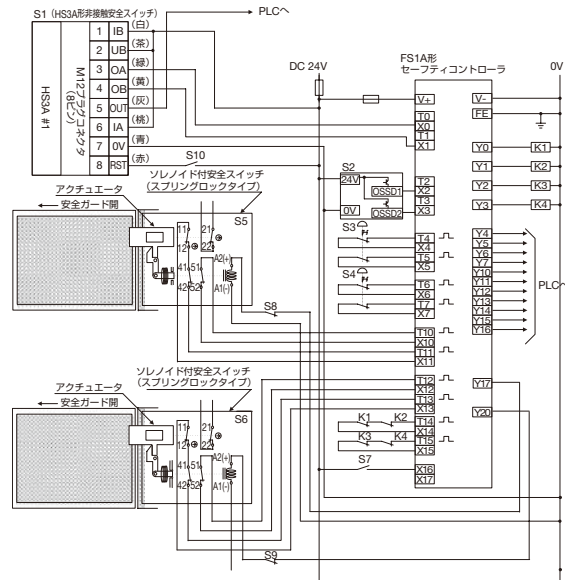 S1 (HS3A形非接触安全スイッチ)
PLCへ
HS3A #1
M12プラグコネクタ
(8ピン)
1 IB (白)
2 UB (茶)
3 OA (緑)
4 OB (黄)
5 OUT (灰)
6 IA (桃)
7 0V (青)
8 RST (赤)
S10
DC 24V
FS1A形
セーフティコントローラ
0V
V+
T0
X0
T1
X1
T2
X2
T3
X3
T4
X4
T5
X5
T6
X6
T7
X7
T10
X10
T11
X11
T12
X12
T13
X13
T14
X14
T15
X15
X16
X17
V-
FE
Y0 K1
Y1 K2
Y2 K3
Y3 K4
Y4
Y5
Y6
Y7
Y10
Y11
Y12
Y13
Y14
Y15
Y16
PLCへ
Y17
Y20
S2
24V
OSSD1
0V
OSSD2
S3
S4
K1 K2
K3 K4
S7
ソレノイド付安全スイッチ
(スプリングロックタイプ)
アクチュエータ
安全ガード開
S5
11 21
12 22
41 51
42 52
A2(+)
A1(-)
S8
ソレノイド付安全スイッチ
(スプリングロックタイプ)
アクチュエータ
安全ガード開
S6
11 21
12 22
41 51
42 52
A2(+)
A1(-)
S9